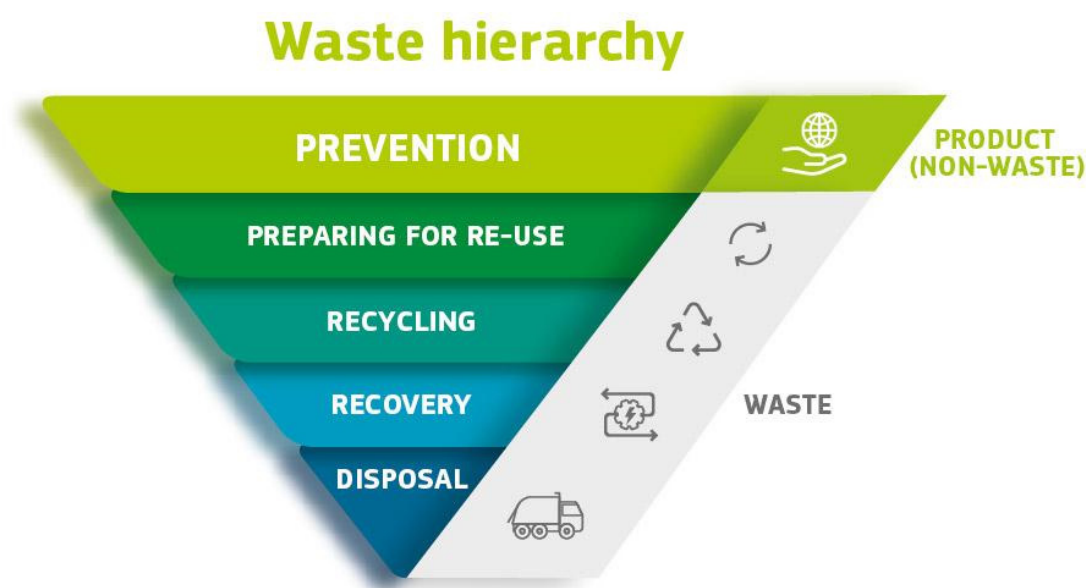 Waste hierarchy
PREVENTION
PRODUCT
(NON-WASTE)
PREPARING FOR RE-USE
RECYCLING
RECOVERY
WASTE
DISPOSAL